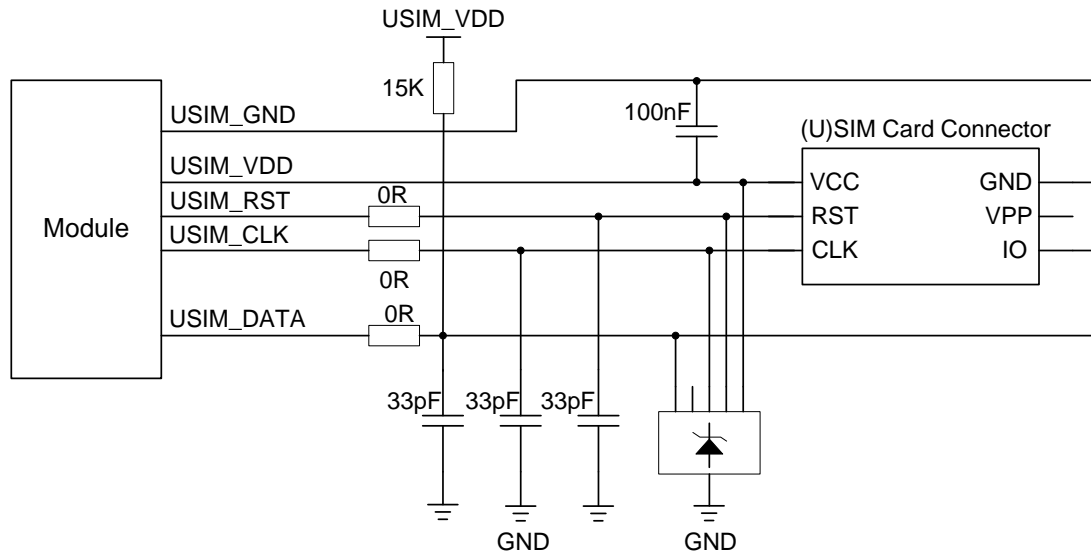 USIM_VDD
15K
USIM_GND
100nF
(U)SIM Card Connector
USIM_VDD
VCC
GND
USIM_RST
0R
RST
VPP
Module
USIM_CLK
CLK
IO
0R
USIM_DATA
0R
33pF
33pF
33pF
GND
GND